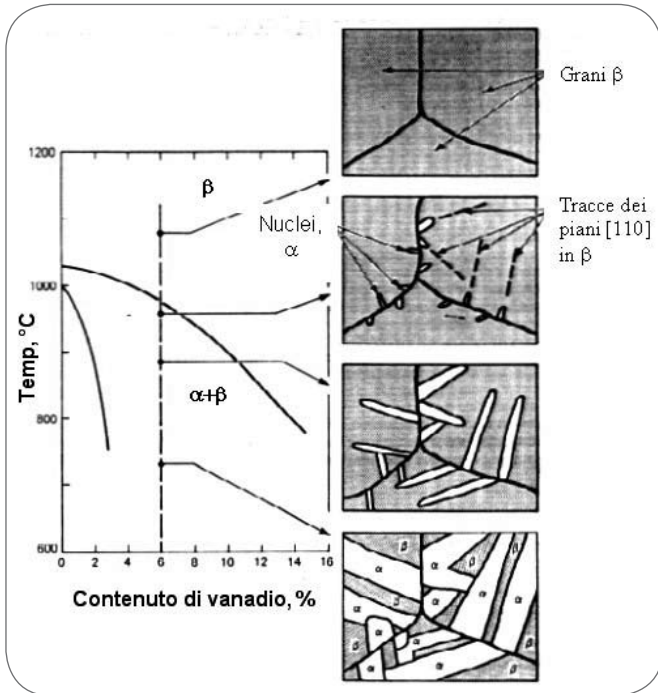 Grani β
1200
β
Nuclei,
α
Tracce dei
piani [110]
in β
1000
Temp, °C
α+β
800
600
0 2 4 6 8 10 12 14 16
Contenuto di vanadio, %
β
α
α
β
α
α
β
α
β
α
α
β
β
α
α
β